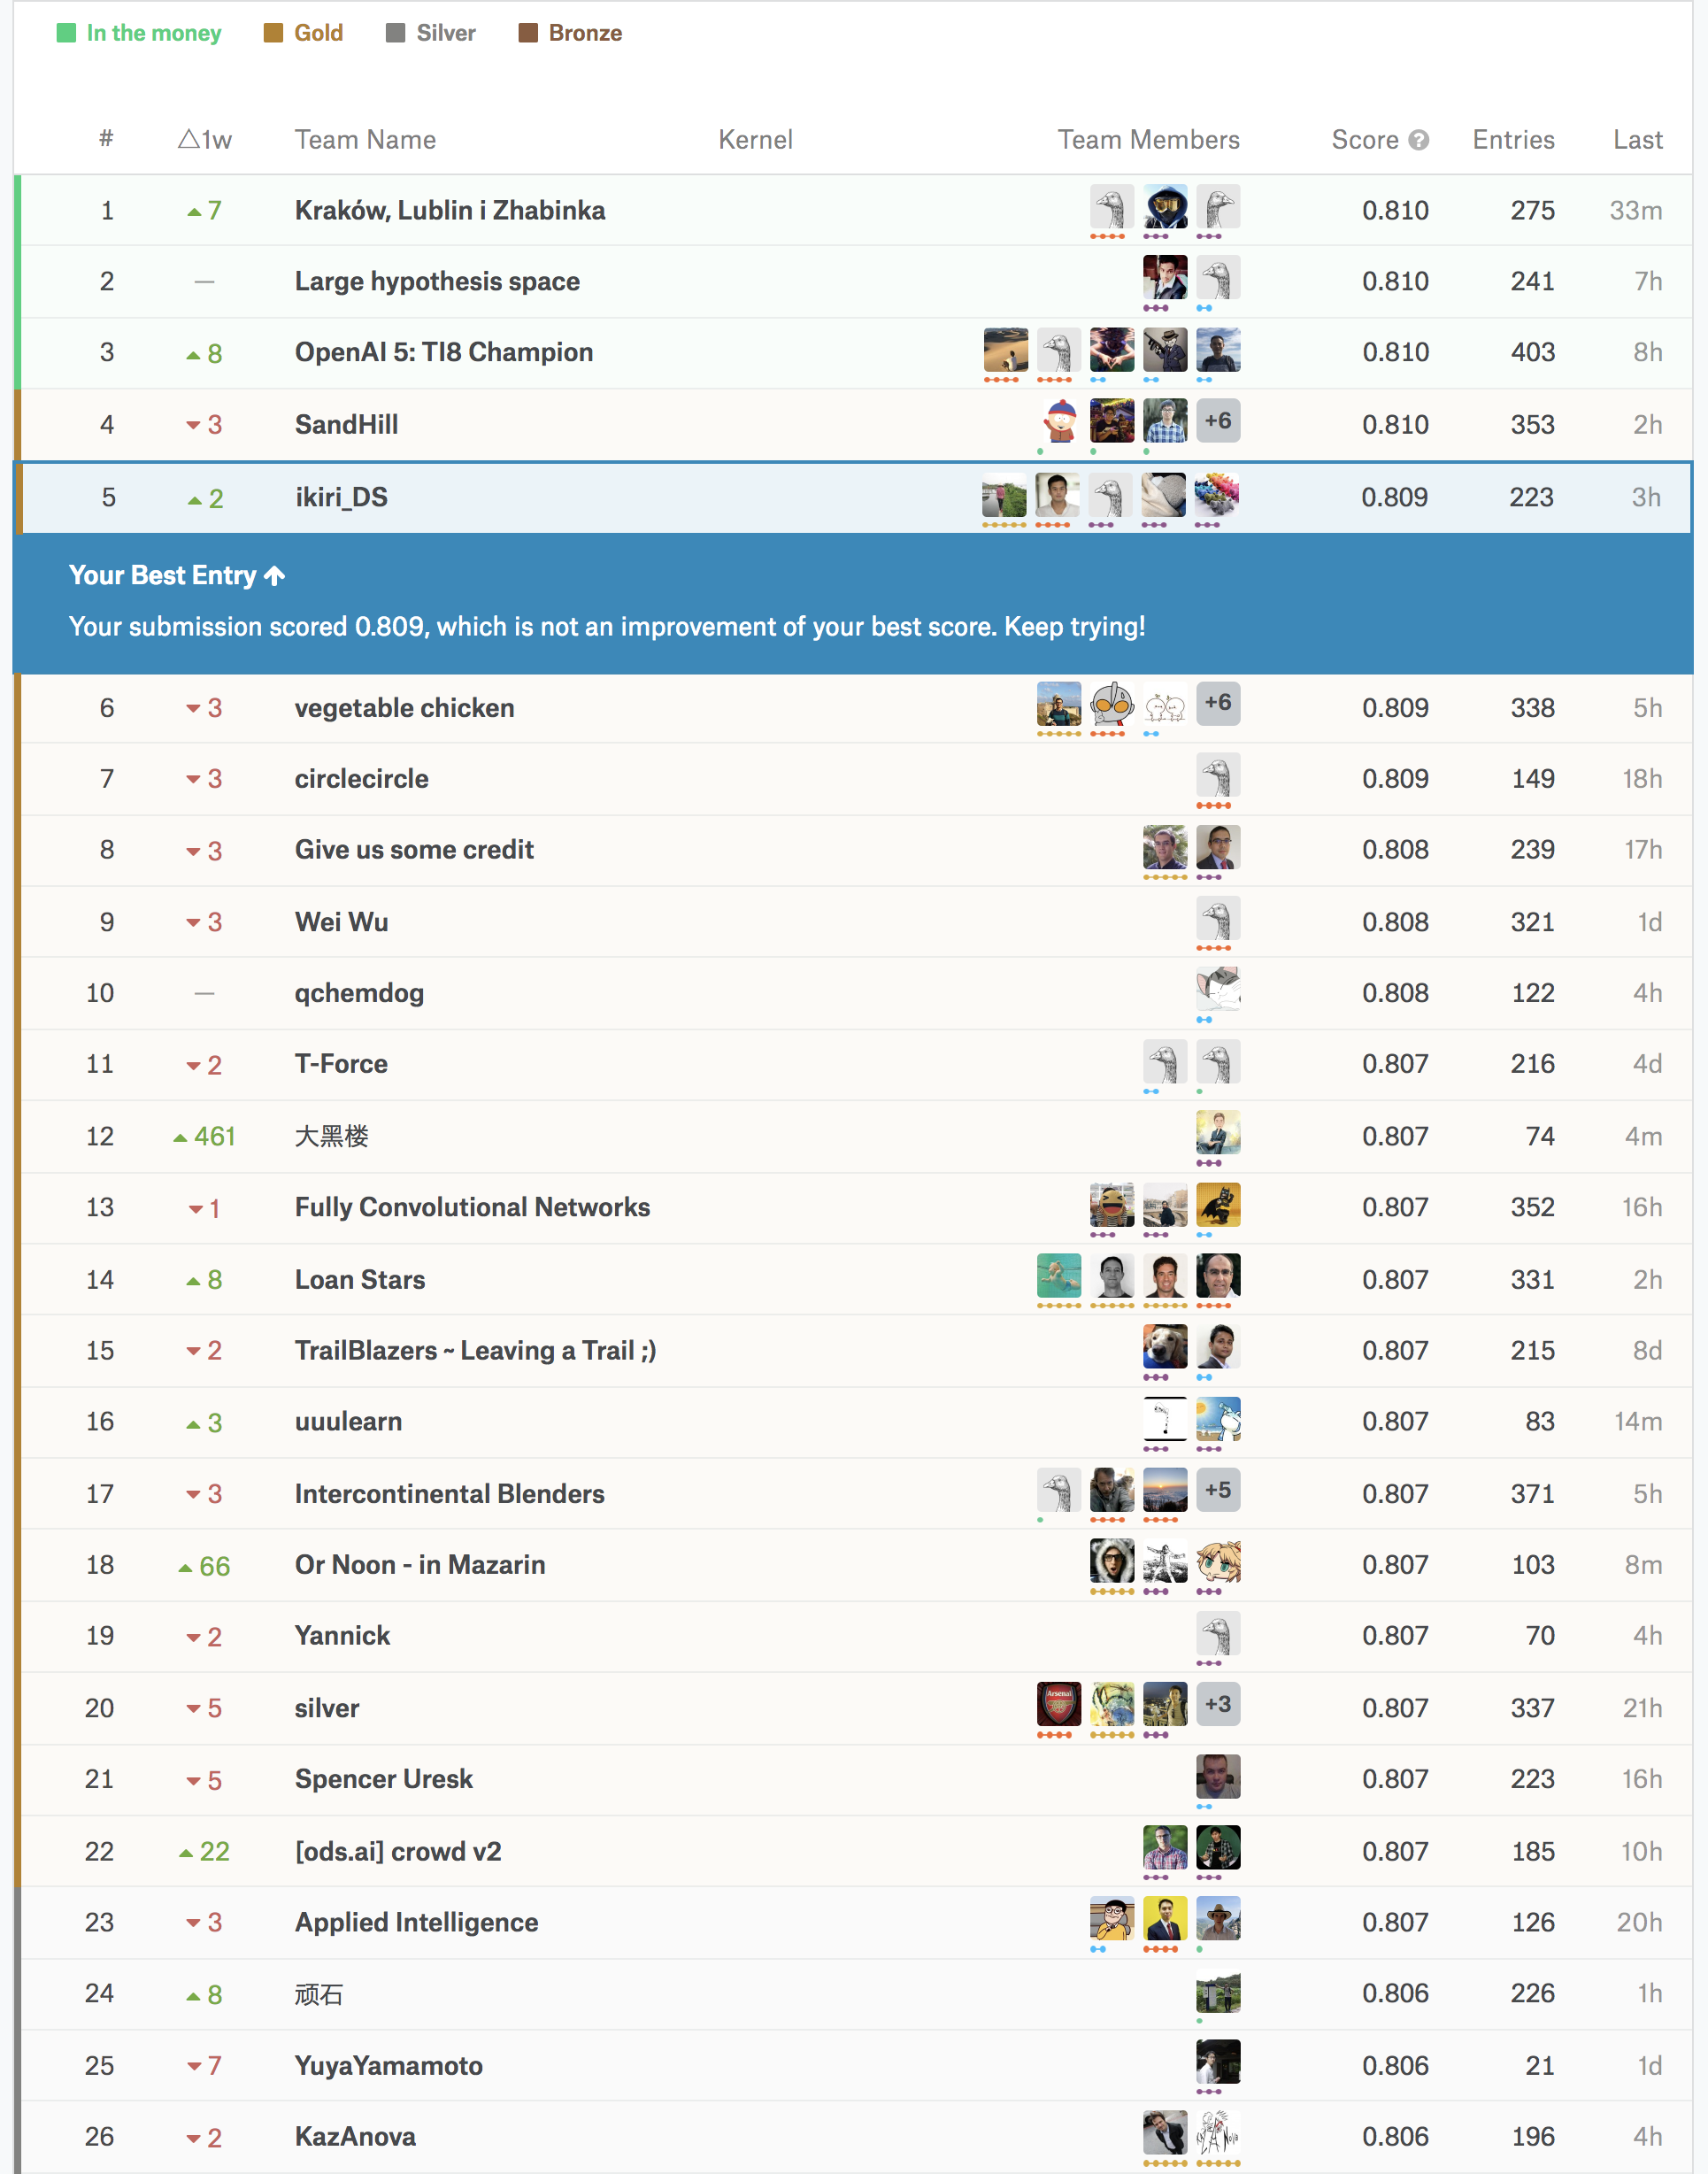 In the money Gold Silver Bronze
# △1w Team Name Kernel Team Members Score ? Entries Last
1 7 Kraków, Lublin i Zhabinka 0.810 275 33m
2 — Large hypothesis space 0.810 241 7h
3 8 OpenAI 5: TI8 Champion 0.810 403 8h
4 3 SandHill +6 0.810 353 2h
5 2 ikiri_DS 0.809 223 3h
Your Best Entry
Your submission scored 0.809, which is not an improvement of your best score. Keep trying!
6 3 vegetable chicken +6 0.809 338 5h
7 3 circlecircle 0.809 149 18h
8 3 Give us some credit 0.808 239 17h
9 3 Wei Wu 0.808 321 1d
10 — qchemdog 0.808 122 4h
11 2 T-Force 0.807 216 4d
12 461 大黑楼 0.807 74 4m
13 1 Fully Convolutional Networks 0.807 352 16h
14 8 Loan Stars 0.807 331 2h
15 2 TrailBlazers ~ Leaving a Trail ;) 0.807 215 8d
16 3 uuulearn 0.807 83 14m
17 3 Intercontinental Blenders +5 0.807 371 5h
18 66 Or Noon - in Mazarin 0.807 103 8m
19 2 Yannick 0.807 70 4h
20 5 silver Arsenal +3 0.807 337 21h
21 5 Spencer Uresk 0.807 223 16h
22 22 [ods.ai] crowd v2 0.807 185 10h
23 3 Applied Intelligence 0.807 126 20h
24 8 顽石 0.806 226 1h
25 7 YuyaYamamoto 0.806 21 1d
26 2 KazAnova 0.806 196 4h